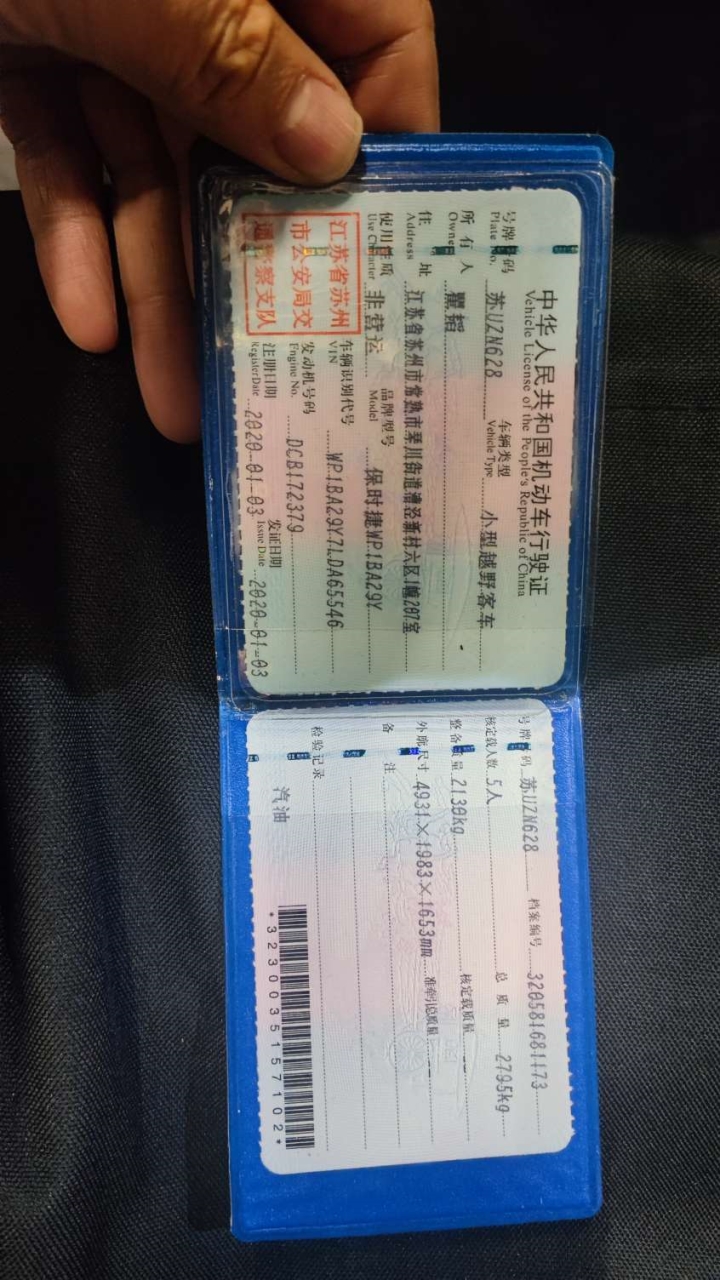 中华人民共和国机动车行驶证
Vehicle License of the People's Republic of China
号牌号码 苏UZN628 车辆类型 小型越野客车
Plate No. Vehicle Type
所有人 瞿韬
Owner
住址 江苏省苏州市常熟市琴川街道漕泾新村六区1幢207室
Address
使用性质 非营运 品牌型号 保时捷WP1BA29Y
Use Character Model
江苏省苏州
市公安局交
通警察支队
车辆识别代号 WP1BA29Y7LDA65546
VIN
发动机号码 DCB172379
Engine No.
注册日期 2020-01-03 发证日期 2020-01-03
Register Date Issue Date
号牌号码 苏UZN628 档案编号 320581681173
核定载人数 5人 总质量 2795kg
整备质量 2130kg 核定载质量 --
外廓尺寸 4931×1983×1653mm 准牵引总质量 --
备注
检验记录
汽油
*3230035157102*